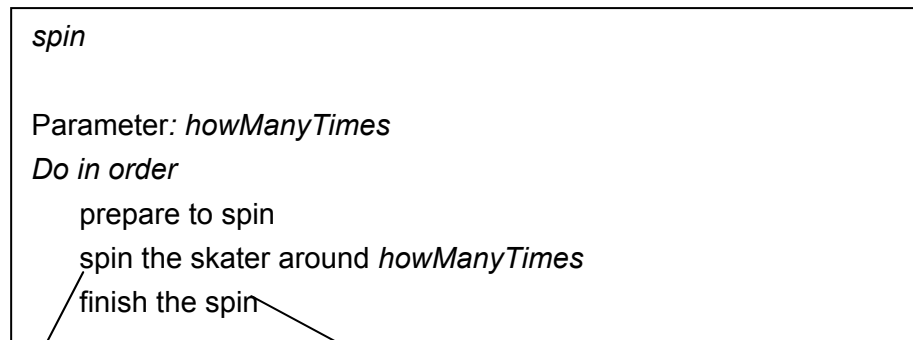 spin
Parameter: howManyTimes
Do in order
prepare to spin
spin the skater around howManyTimes
finish the spin